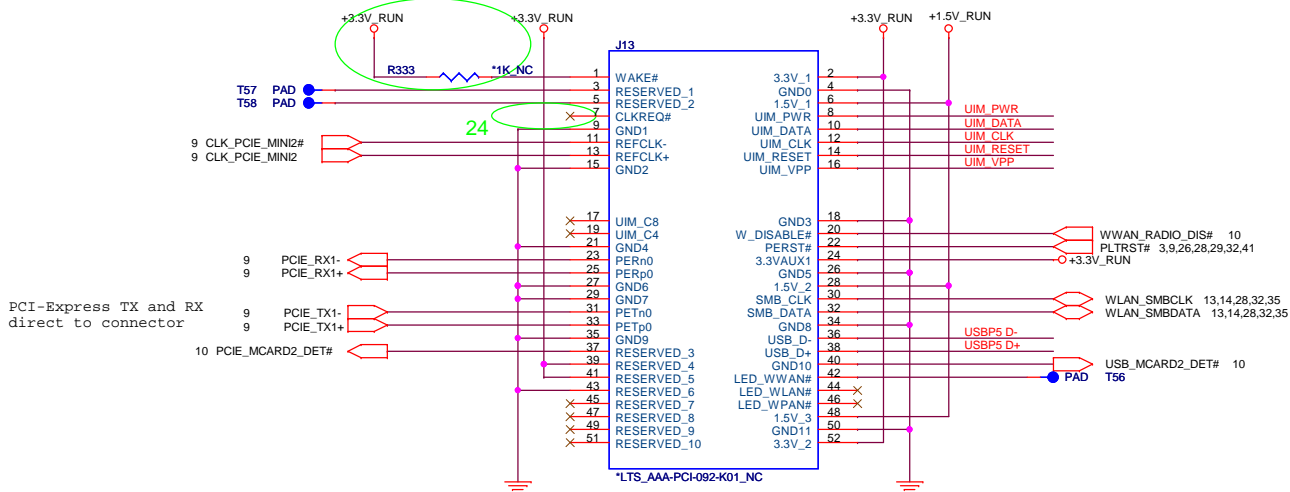 +3.3V_RUN +3.3V_RUN +3.3V_RUN +1.5V_RUN
J13
R333 *1K_NC 1 WAKE# 3.3V_1 2
T57 PAD 3 RESERVED_1 GND0 4
T58 PAD 5 RESERVED_2 1.5V_1 6
24 7 CLKREQ# UIM_PWR 8 UIM_PWR
9 GND1 UIM_DATA 10 UIM_DATA
9 CLK_PCIE_MINI2# 11 REFCLK- UIM_CLK 12 UIM_CLK
9 CLK_PCIE_MINI2 13 REFCLK+ UIM_RESET 14 UIM_RESET
15 GND2 UIM_VPP 16 UIM_VPP
17 UIM_C8 GND3 18
19 UIM_C4 W_DISABLE# 20 WWAN_RADIO_DIS# 10
21 GND4 PERST# 22 PLTRST# 3,9,26,28,29,32,41
9 PCIE_RX1- 23 PERn0 3.3VAUX1 24 +3.3V_RUN
9 PCIE_RX1+ 25 PERp0 GND5 26
27 GND6 1.5V_2 28
PCI-Express TX and RX
direct to connector
29 GND7 SMB_CLK 30 WLAN_SMBCLK 13,14,28,32,35
9 PCIE_TX1- 31 PETn0 SMB_DATA 32 WLAN_SMBDATA 13,14,28,32,35
9 PCIE_TX1+ 33 PETp0 GND8 34
35 GND9 USB_D- 36 USBP5 D-
10 PCIE_MCARD2_DET# 37 RESERVED_3 USB_D+ 38 USBP5 D+
39 RESERVED_4 GND10 40 USB_MCARD2_DET# 10
41 RESERVED_5 LED_WWAN# 42 PAD T56
43 RESERVED_6 LED_WLAN# 44
45 RESERVED_7 LED_WPAN# 46
47 RESERVED_8 1.5V_3 48
49 RESERVED_9 GND11 50
51 RESERVED_10 3.3V_2 52
*LTS_AAA-PCI-092-K01_NC